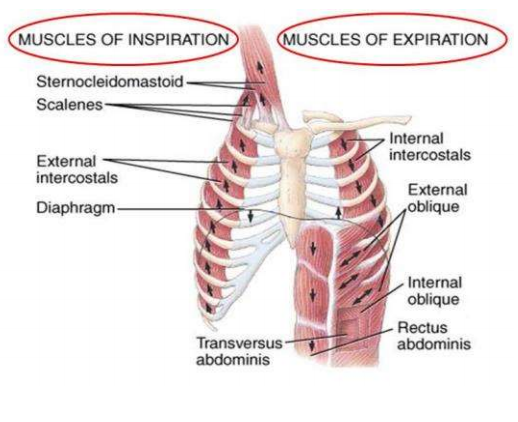 MUSCLES OF INSPIRATION
MUSCLES OF EXPIRATION
Sternocleidomastoid
Scalenes
External
intercostals
Diaphragm
Internal
intercostals
External
oblique
Internal
oblique
Rectus
abdominis
Transversus
abdominis